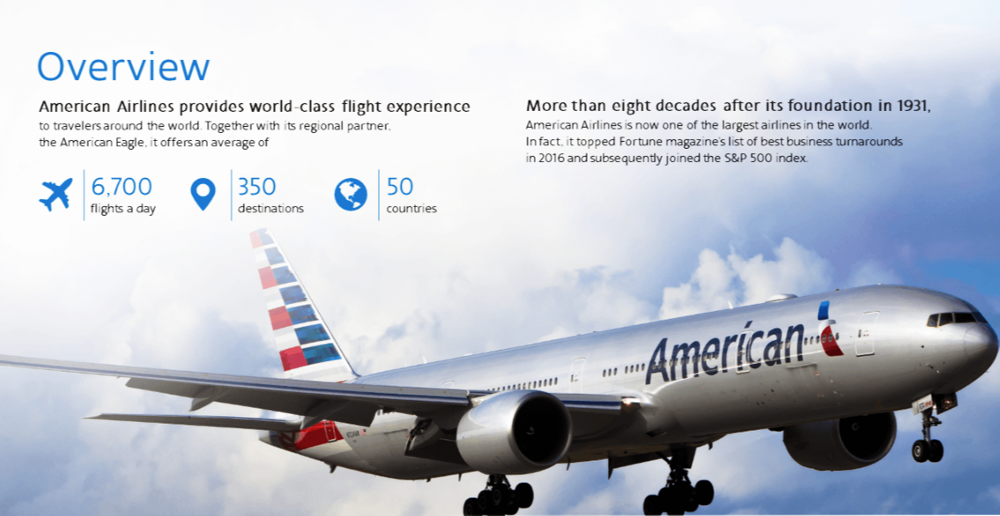 Overview
American Airlines provides world-class flight experience
to travelers around the world. Together with its regional partner,
the American Eagle, it offers an average of
6,700
flights a day
350
destinations
50
countries
More than eight decades after its foundation in 1931,
American Airlines is now one of the largest airlines in the world.
In fact, it topped Fortune magazine's list of best business turnarounds
in 2016 and subsequently joined the S&P 500 index.
American